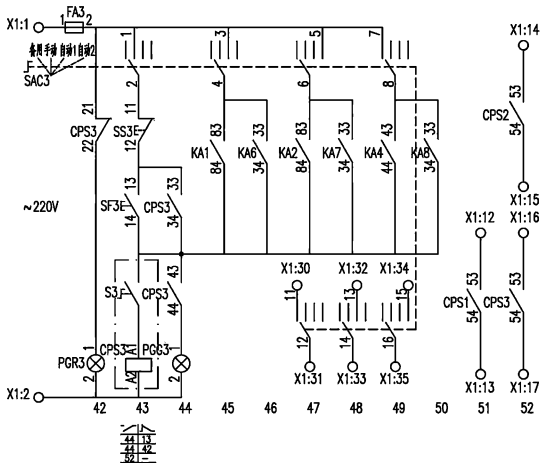 X1:1
FA3
1 2
1 3 5 7
X1:14
备用 手动 自动1 自动2
SAC3
2 4 6 8
21 11
CPS3 SS3
22 12
83 33 83 33 43 33
KA1 KA6 KA2 KA7 KA4 KA8
84 34 84 34 44 34
53
CPS2
54
13 33
SF3 CPS3
14 34
~220V
X1:15
X1:12 X1:16
X1:30 X1:32 X1:34
43
S3 CPS3
44
11 13 15
53 53
CPS1 CPS3
54 54
12 14 16
1 CPS3 A1 1
PGR3 PGG3
2 A2 2
X1:31 X1:33 X1:35
X1:13 X1:17
X1:2
42 43 44 45 46 47 48 49 50 51 52
44 13
44 42
52 -